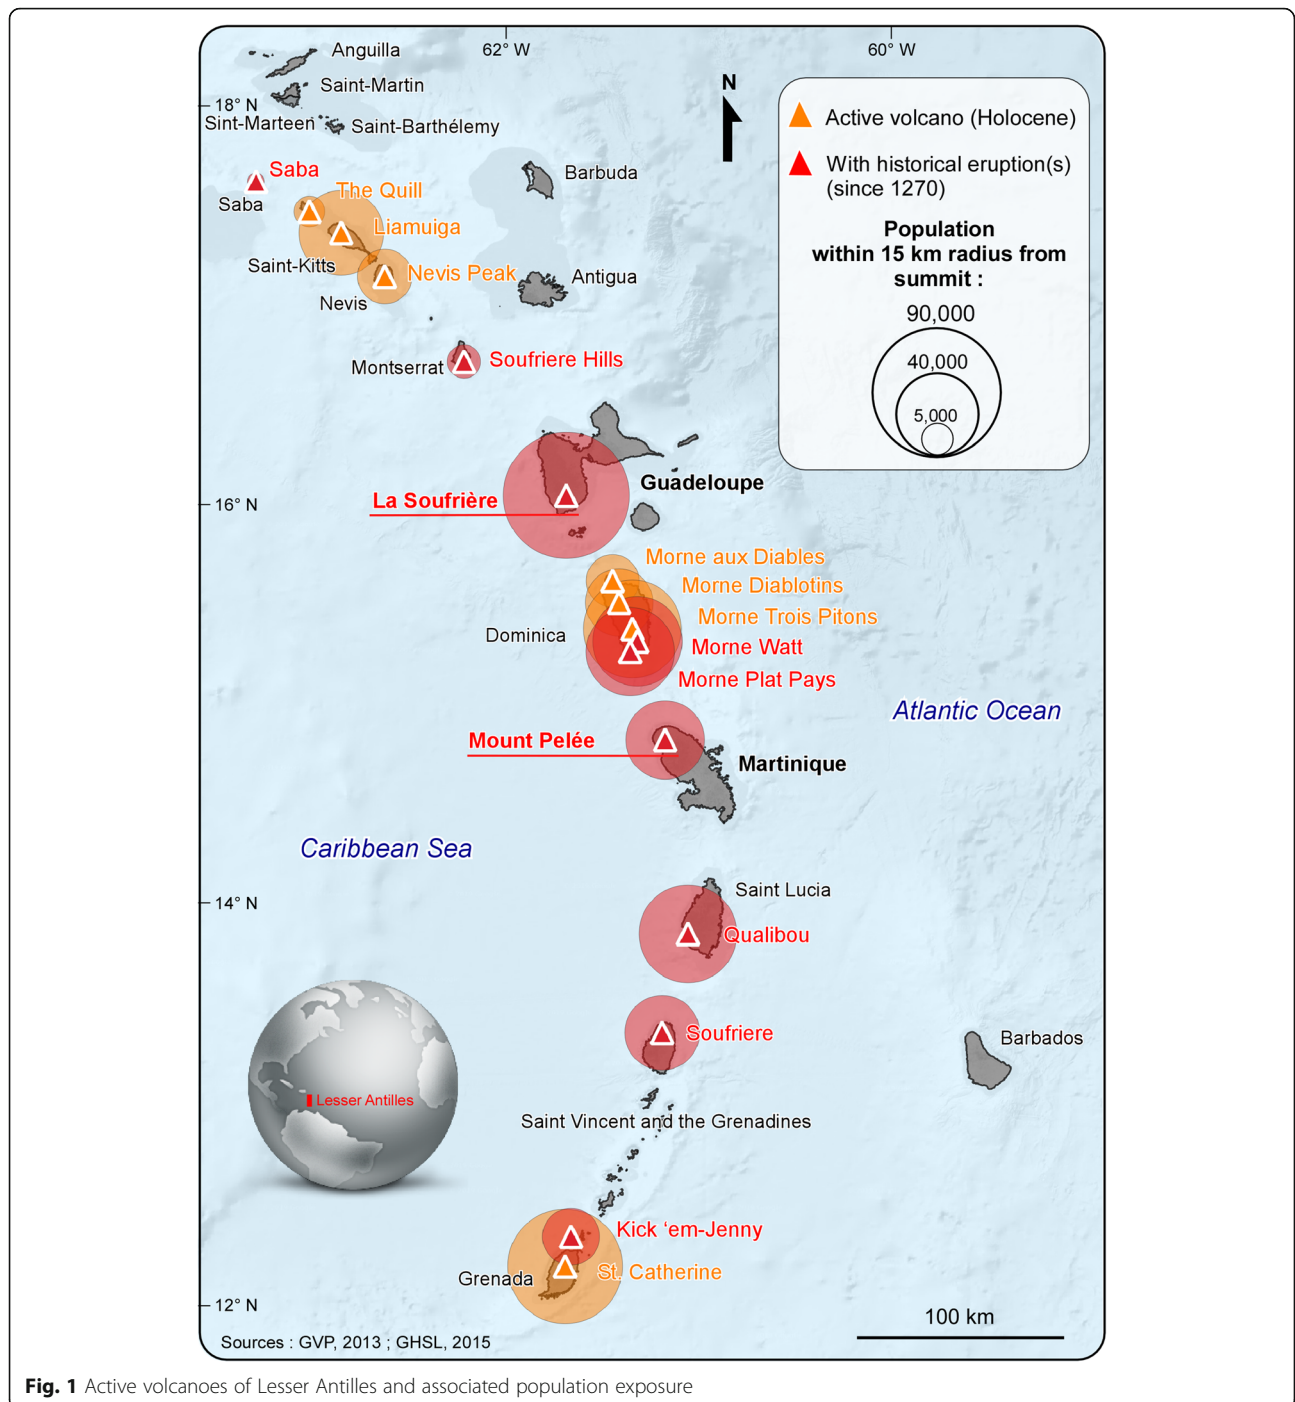 62° W
60° W
Anguilla
Saint-Martin
18° N
Sint-Marteen
Saint-Barthélemy
Saba
Saba
The Quill
Liamuiga
Saint-Kitts
Nevis Peak
Nevis
Barbuda
Antigua
N
Active volcano (Holocene)
With historical eruption(s)
(since 1270)
Population
within 15 km radius from
summit :
90,000
40,000
5,000
Montserrat
Soufriere Hills
Guadeloupe
La Soufrière
16° N
Morne aux Diables
Morne Diablotins
Morne Trois Pitons
Dominica
Morne Watt
Morne Plat Pays
Atlantic Ocean
Mount Pelée
Martinique
Caribbean Sea
Saint Lucia
14° N
Qualibou
Soufriere
Barbados
Lesser Antilles
Saint Vincent and the Grenadines
Kick ‘em-Jenny
St. Catherine
Grenada
12° N
100 km
Sources : GVP, 2013 ; GHSL, 2015
Fig. 1 Active volcanoes of Lesser Antilles and associated population exposure